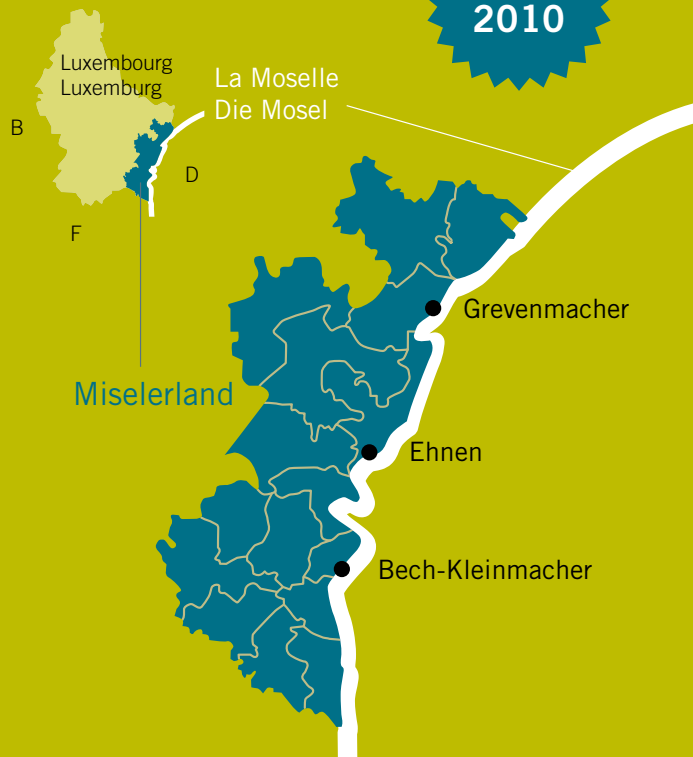 2010
Luxembourg
Luxemburg
La Moselle
Die Mosel
B
D
F
Grevenmacher
Miselerland
Ehnen
Bech-Kleinmacher